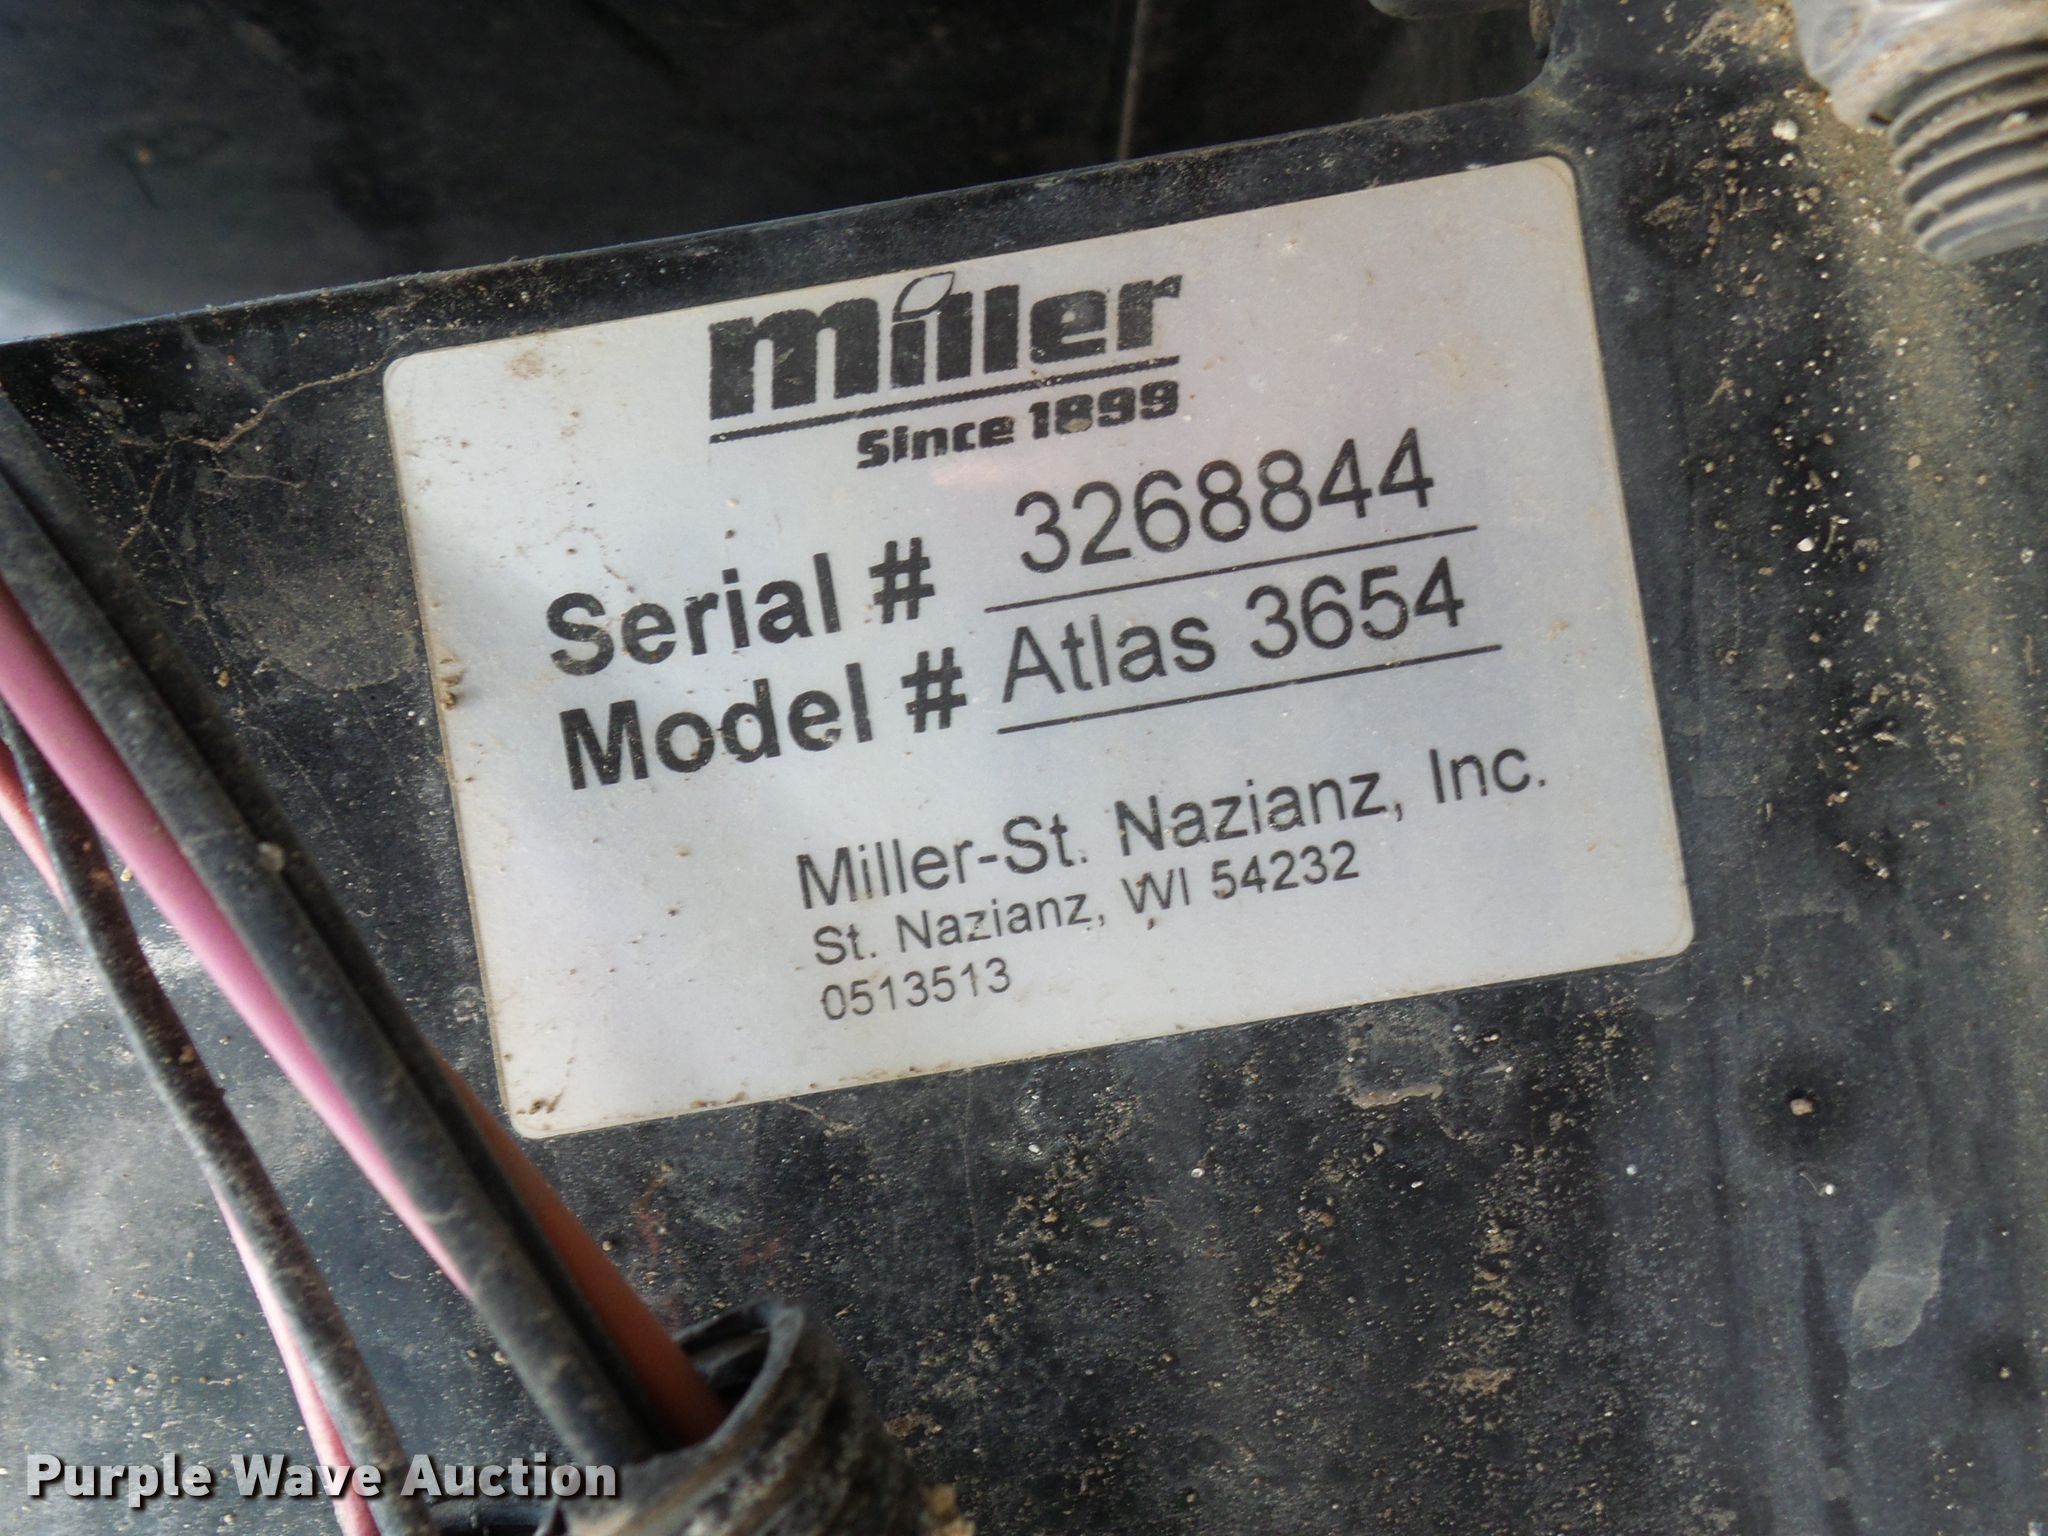 miller
Since 1899
Serial # 3268844
Model # Atlas 3654
Miller-St. Nazianz, Inc.
St. Nazianz, WI 54232
0513513
Purple Wave Auction